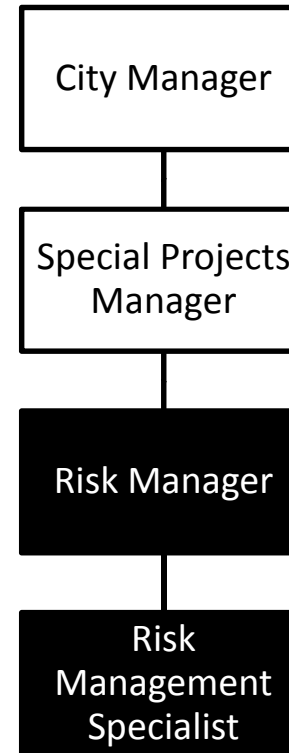 City Manager
Special Projects
Manager
Risk Manager
Risk
Management
Specialist